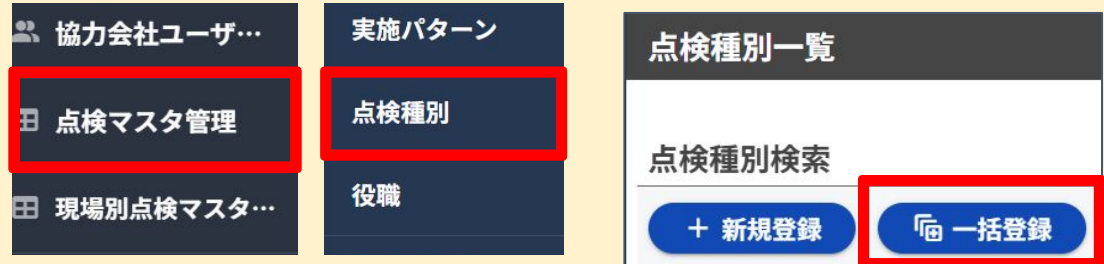 協力会社ユーザ…
点検マスタ管理
現場別点検マスタ…
実施パターン
点検種別
役職
点検種別一覧
点検種別検索
＋ 新規登録
一括登録